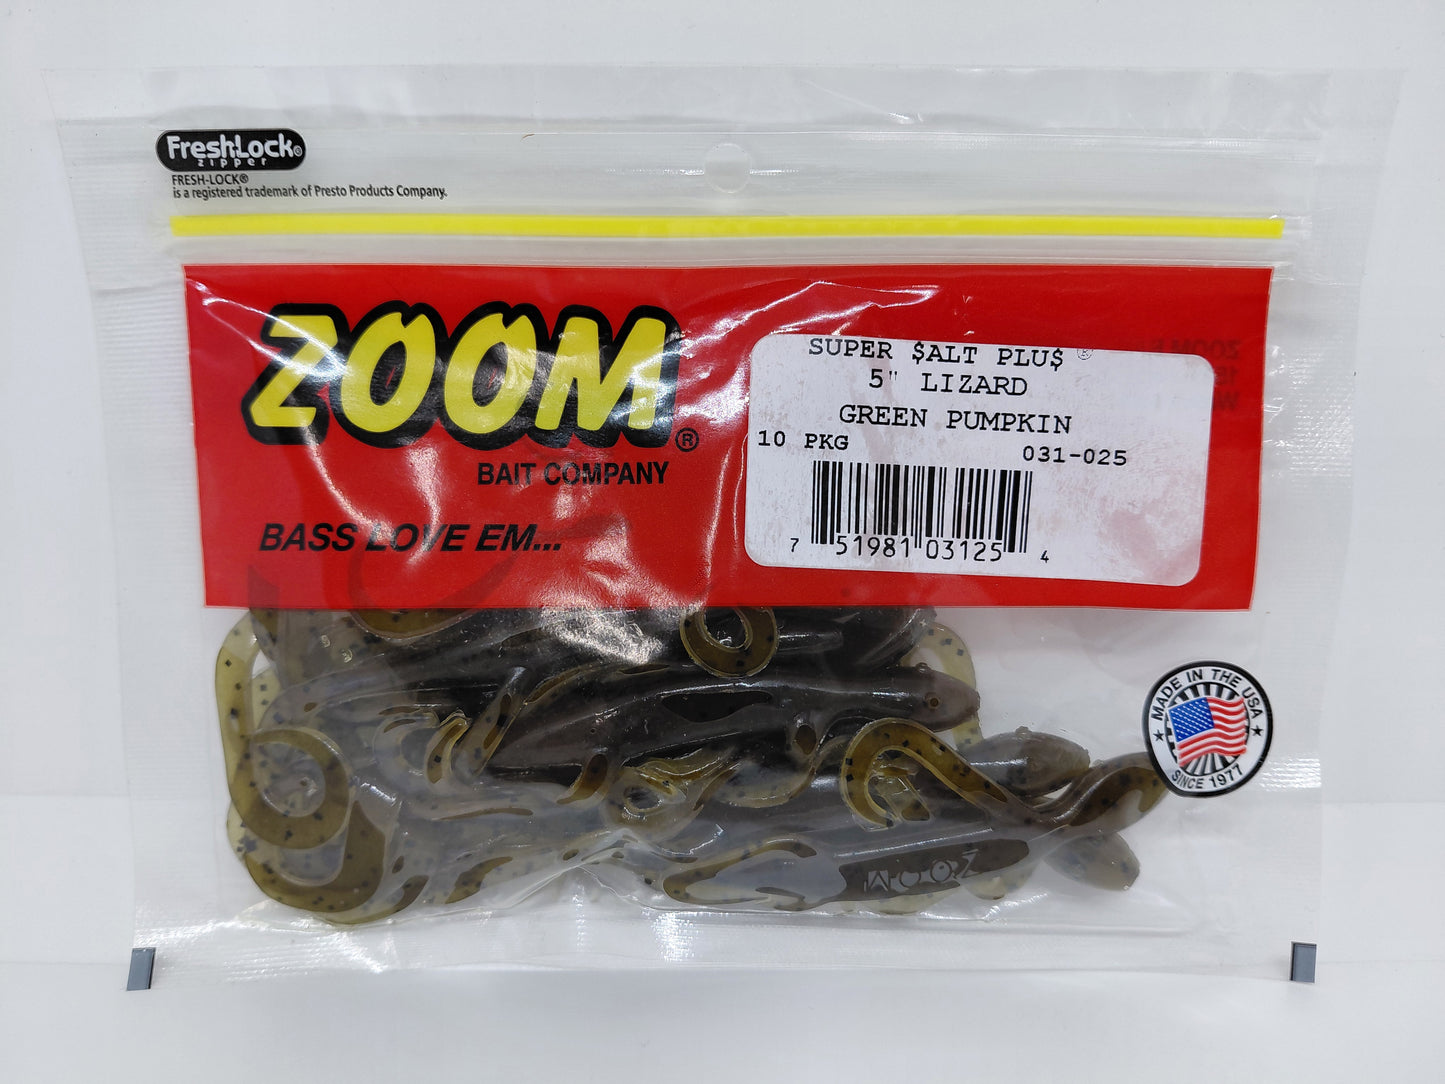 FreshLock®
zipper
FRESH-LOCK®
is a registered trademark of Presto Products Company.
ZOOM®
BAIT COMPANY
BASS LOVE EM...
SUPER $ALT PLU$ ®
5" LIZARD
GREEN PUMPKIN
10 PKG 031-025
7 51981 03125 4
MADE IN THE USA
SINCE 1977
ZOOM